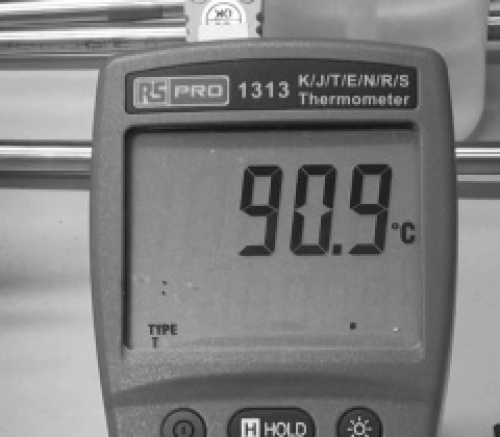 RS PRO 1313 K/J/T/E/N/R/S
Thermometer
90.9 °C
TYPE
T
H HOLD